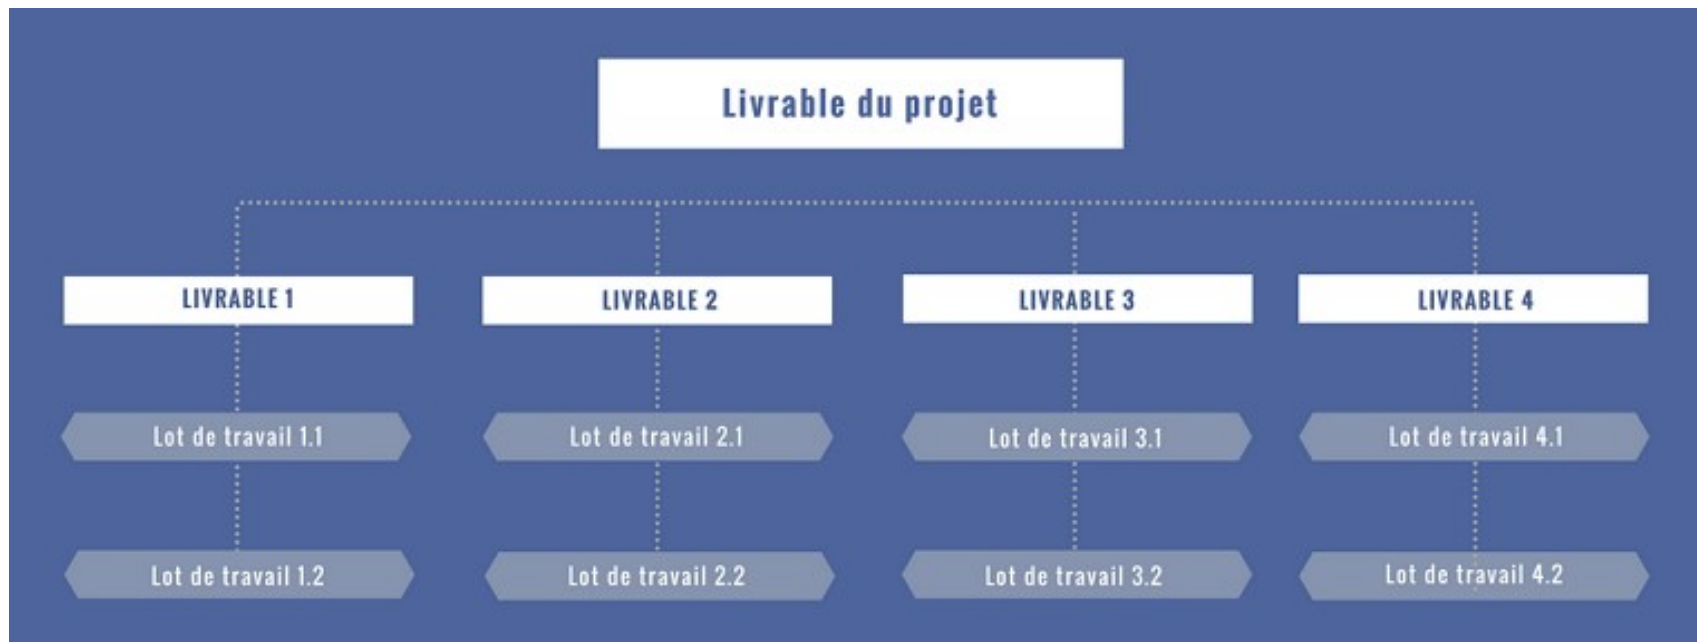 Livrable du projet
LIVRABLE 1
LIVRABLE 2
LIVRABLE 3
LIVRABLE 4
Lot de travail 1.1
Lot de travail 2.1
Lot de travail 3.1
Lot de travail 4.1
Lot de travail 1.2
Lot de travail 2.2
Lot de travail 3.2
Lot de travail 4.2